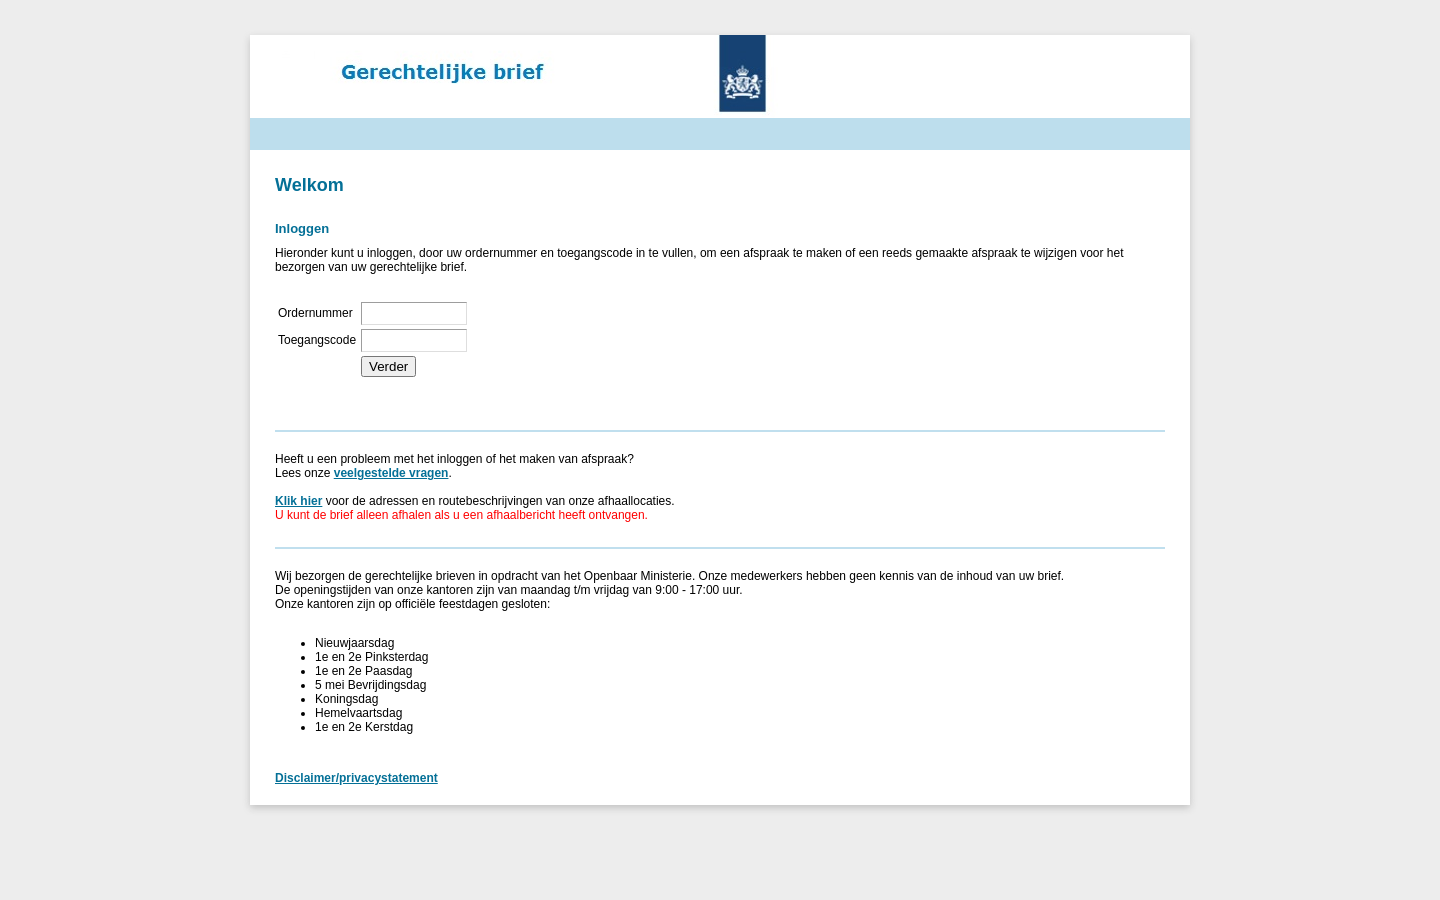 Gerechtelijke brief
Welkom
Inloggen
Hieronder kunt u inloggen, door uw ordernummer en toegangscode in te vullen, om een afspraak te maken of een reeds gemaakte afspraak te wijzigen voor het
bezorgen van uw gerechtelijke brief.
Ordernummer
Toegangscode
Verder
Heeft u een probleem met het inloggen of het maken van afspraak?
Lees onze veelgestelde vragen.
Klik hier voor de adressen en routebeschrijvingen van onze afhaallocaties.
U kunt de brief alleen afhalen als u een afhaalbericht heeft ontvangen.
Wij bezorgen de gerechtelijke brieven in opdracht van het Openbaar Ministerie. Onze medewerkers hebben geen kennis van de inhoud van uw brief.
De openingstijden van onze kantoren zijn van maandag t/m vrijdag van 9:00 - 17:00 uur.
Onze kantoren zijn op officiële feestdagen gesloten:
• Nieuwjaarsdag
• 1e en 2e Pinksterdag
• 1e en 2e Paasdag
• 5 mei Bevrijdingsdag
• Koningsdag
• Hemelvaartsdag
• 1e en 2e Kerstdag
Disclaimer/privacystatement